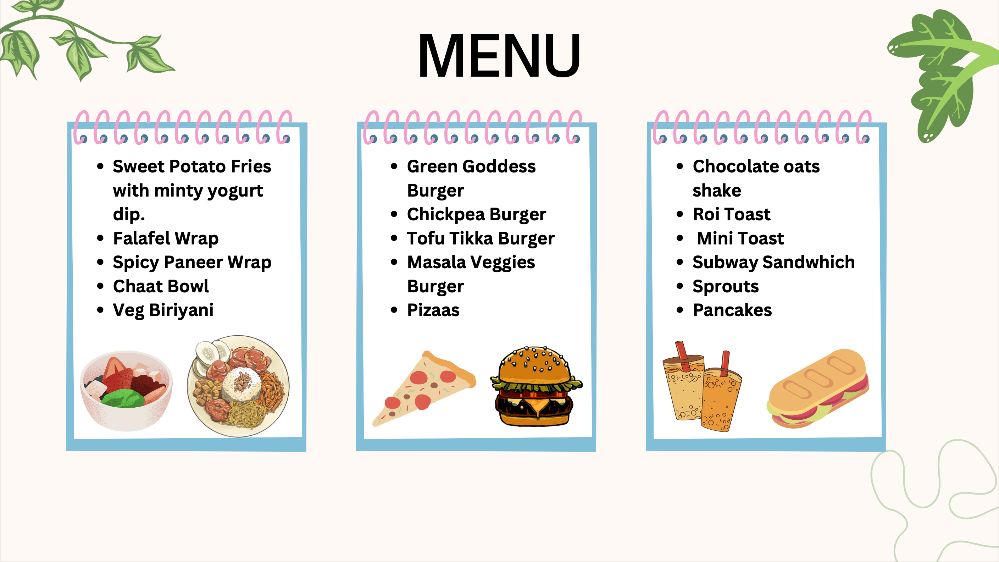 MENU
• Sweet Potato Fries
with minty yogurt
dip.
• Falafel Wrap
• Spicy Paneer Wrap
• Chaat Bowl
• Veg Biriyani
• Green Goddess
Burger
• Chickpea Burger
• Tofu Tikka Burger
• Masala Veggies
Burger
• Pizaas
• Chocolate oats
shake
• Roi Toast
• Mini Toast
• Subway Sandwhich
• Sprouts
• Pancakes